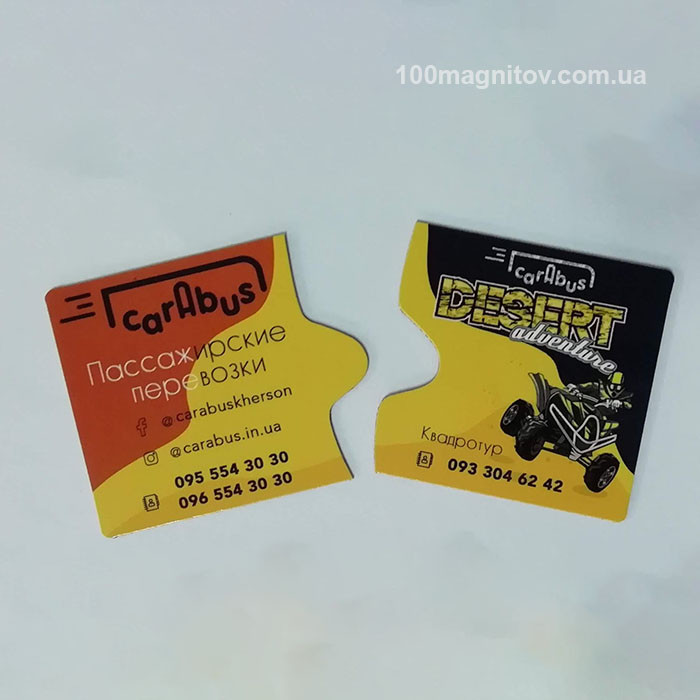 100magnitov.com.ua
carAbus
Пассажирские
перевозки
@carabuskherson
@carabus.in.ua
095 554 30 30
096 554 30 30
carAbus
DESERT
adventure
Квадротур
093 304 62 42